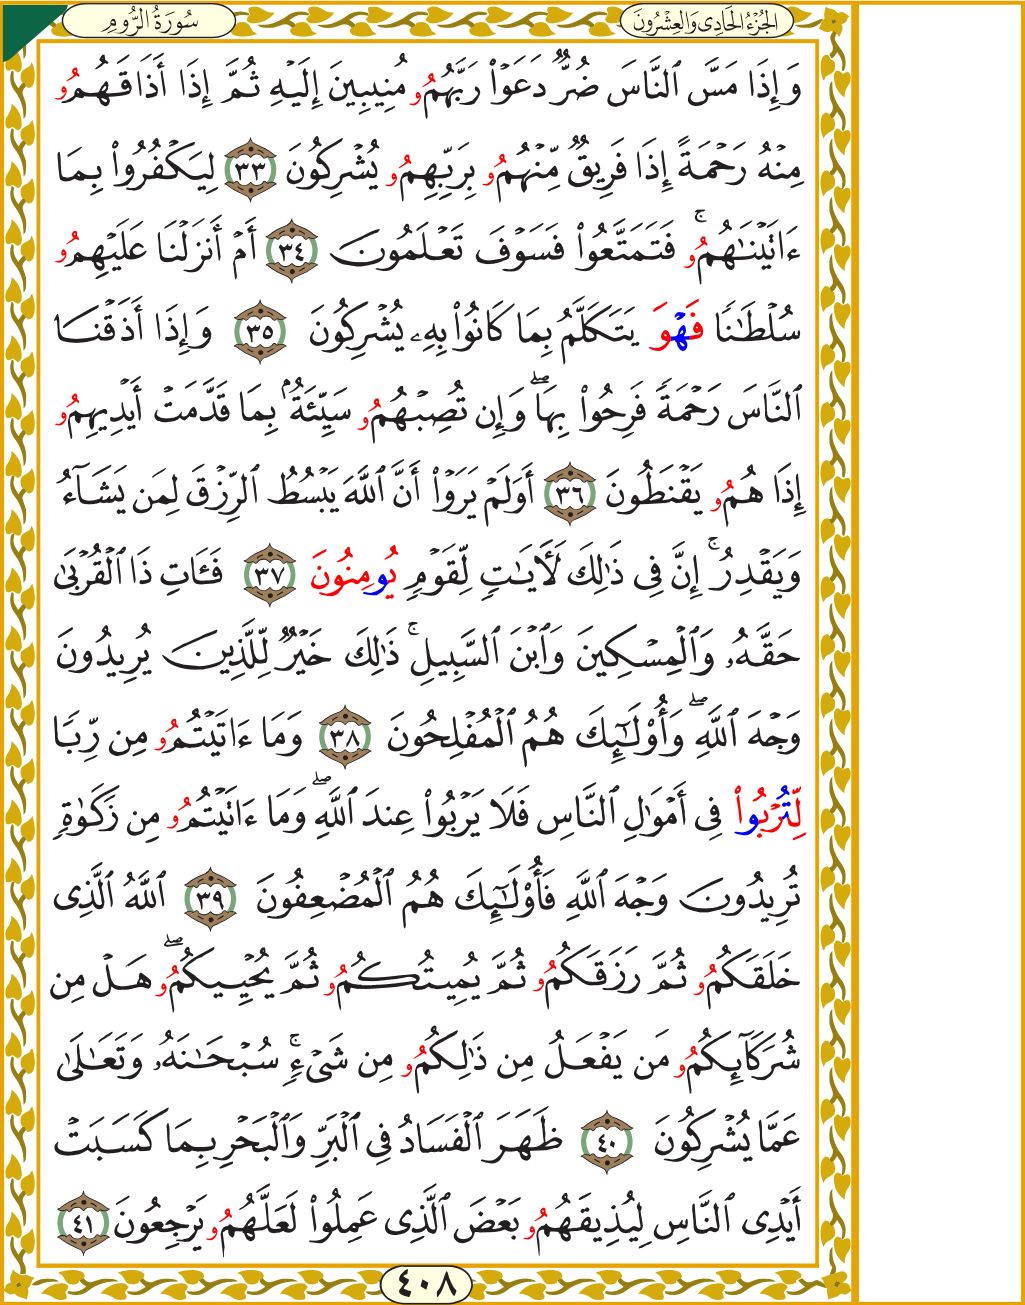 الجُزْءُ الحَادِى وَالعِشْرُونَ
سُورَةُ الرُّومِ
وَإِذَا مَسَّ ٱلنَّاسَ ضُرٌّ دَعَوْا۟ رَبَّهُمُو مُنِيبِينَ إِلَيْهِ ثُمَّ إِذَا أَذَاقَهُمُو
مِنْهُ رَحْمَةً إِذَا فَرِيقٌ مِّنْهُمُو بِرَبِّهِمُو يُشْرِكُونَ ٣٣ لِيَكْفُرُوا۟ بِمَا
ءَاتَيْنَٰهُمُو ۚ فَتَمَتَّعُوا۟ فَسَوْفَ تَعْلَمُونَ ٣٤ أَمْ أَنزَلْنَا عَلَيْهِمُو
سُلْطَٰنًا فَهْوَ يَتَكَلَّمُ بِمَا كَانُوا۟ بِهِۦ يُشْرِكُونَ ٣٥ وَإِذَا أَذَقْنَا
ٱلنَّاسَ رَحْمَةً فَرِحُوا۟ بِهَا ۖ وَإِن تُصِبْهُمُو سَيِّئَةٌۢ بِمَا قَدَّمَتْ أَيْدِيهِمُو
إِذَا هُمُو يَقْنَطُونَ ٣٦ أَوَلَمْ يَرَوْا۟ أَنَّ ٱللَّهَ يَبْسُطُ ٱلرِّزْقَ لِمَن يَشَآءُ
وَيَقْدِرُ ۚ إِنَّ فِى ذَٰلِكَ لَأَيَٰتٍ لِّقَوْمٍ يُومِنُونَ ٣٧ فَـَٔاتِ ذَا ٱلْقُرْبَىٰ
حَقَّهُۥ وَٱلْمِسْكِينَ وَٱبْنَ ٱلسَّبِيلِ ۚ ذَٰلِكَ خَيْرٌ لِّلَّذِينَ يُرِيدُونَ
وَجْهَ ٱللَّهِ ۖ وَأُو۟لَٰٓئِكَ هُمُ ٱلْمُفْلِحُونَ ٣٨ وَمَا ءَاتَيْتُمُو مِن رِّبًا
لِّتُرْبُوا۟ فِى أَمْوَٰلِ ٱلنَّاسِ فَلَا يَرْبُوا۟ عِندَ ٱللَّهِ ۖ وَمَا ءَاتَيْتُمُو مِن زَكَوٰةٍ
تُرِيدُونَ وَجْهَ ٱللَّهِ فَأُو۟لَٰٓئِكَ هُمُ ٱلْمُضْعِفُونَ ٣٩ ٱللَّهُ ٱلَّذِى
خَلَقَكُمُو ثُمَّ رَزَقَكُمُو ثُمَّ يُمِيتُكُمُو ثُمَّ يُحْيِيكُمُو ۖ هَلْ مِن
شُرَكَآئِكُمُو مَن يَفْعَلُ مِن ذَٰلِكُمُو مِن شَىْءٍ ۚ سُبْحَٰنَهُۥ وَتَعَٰلَىٰ
عَمَّا يُشْرِكُونَ ٤٠ ظَهَرَ ٱلْفَسَادُ فِى ٱلْبَرِّ وَٱلْبَحْرِ بِمَا كَسَبَتْ
أَيْدِى ٱلنَّاسِ لِيُذِيقَهُمُو بَعْضَ ٱلَّذِى عَمِلُوا۟ لَعَلَّهُمُو يَرْجِعُونَ ٤١
٤٠٨